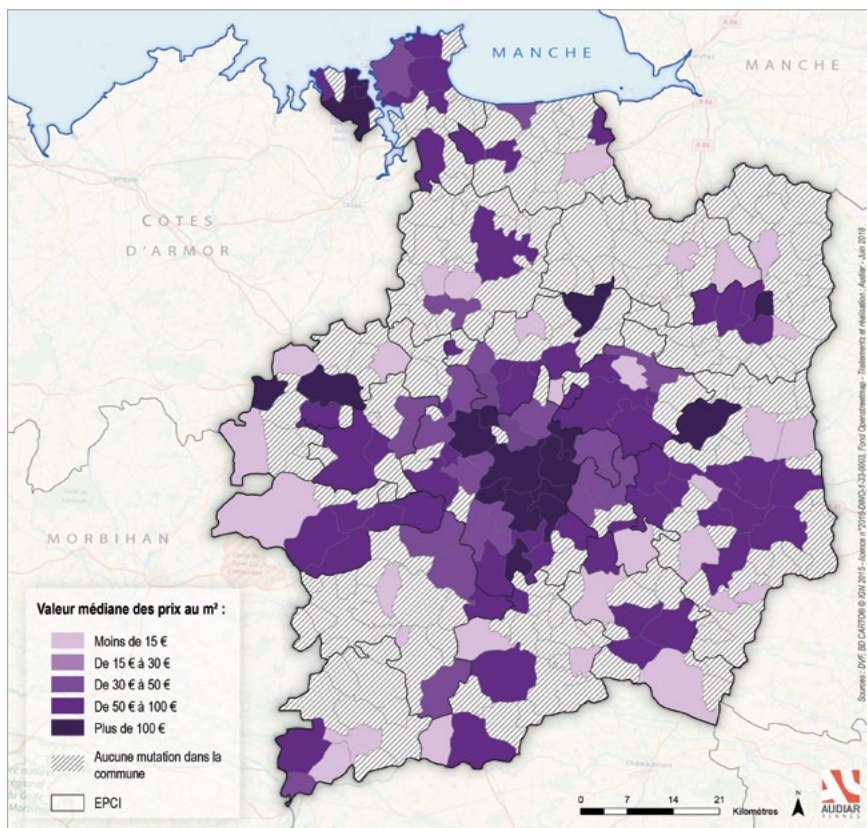 MANCHE
MANCHE
CÔTES
D'ARMOR
MORBIHAN
Valeur médiane des prix au m² :
Moins de 15 €
De 15 € à 30 €
De 30 € à 50 €
De 50 € à 100 €
Plus de 100 €
Aucune mutation dans la
commune
EPCI
0 7 14 21
Kilomètres
N
AUDIAR
RENNES